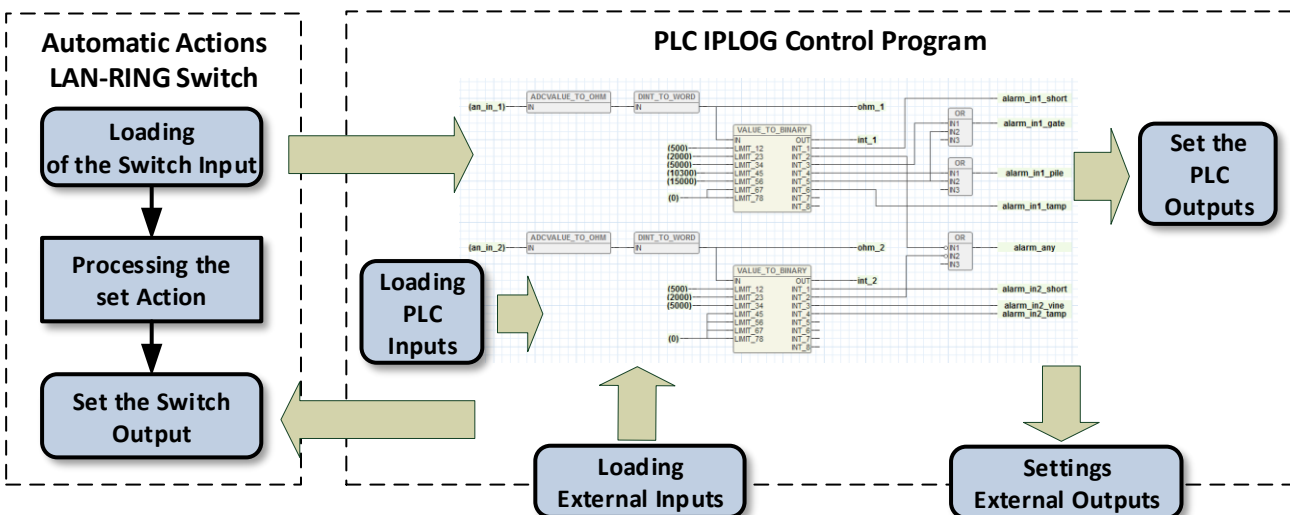 Automatic Actions
LAN-RING Switch
Loading
of the Switch Input
Processing the
set Action
Set the Switch
Output
PLC IPLOG Control Program
(an_in_1)
ADCVALUE_TO_OHM
IN
DINT_TO_WORD
IN
ohm_1
VALUE_TO_BINARY
IN OUT
int_1
(500) LIMIT_12 INT_1
(2000) LIMIT_23 INT_2
(5000) LIMIT_34 INT_3
(10300) LIMIT_45 INT_4
(15000) LIMIT_56 INT_5
LIMIT_67 INT_6
(0) LIMIT_78 INT_7
INT_8
alarm_in1_short
OR
IN1
IN2
IN3
alarm_in1_gate
OR
IN1
IN2
IN3
alarm_in1_pile
alarm_in1_tamp
(an_in_2)
ADCVALUE_TO_OHM
IN
DINT_TO_WORD
IN
ohm_2
VALUE_TO_BINARY
IN OUT
int_2
(500) LIMIT_12 INT_1
(2000) LIMIT_23 INT_2
(5000) LIMIT_34 INT_3
LIMIT_45 INT_4
LIMIT_56 INT_5
LIMIT_67 INT_6
(0) LIMIT_78 INT_7
INT_8
OR
IN1
IN2
IN3
alarm_any
alarm_in2_short
alarm_in2_vine
alarm_in2_tamp
Loading
PLC
Inputs
Set the
PLC
Outputs
Loading
External Inputs
Settings
External Outputs